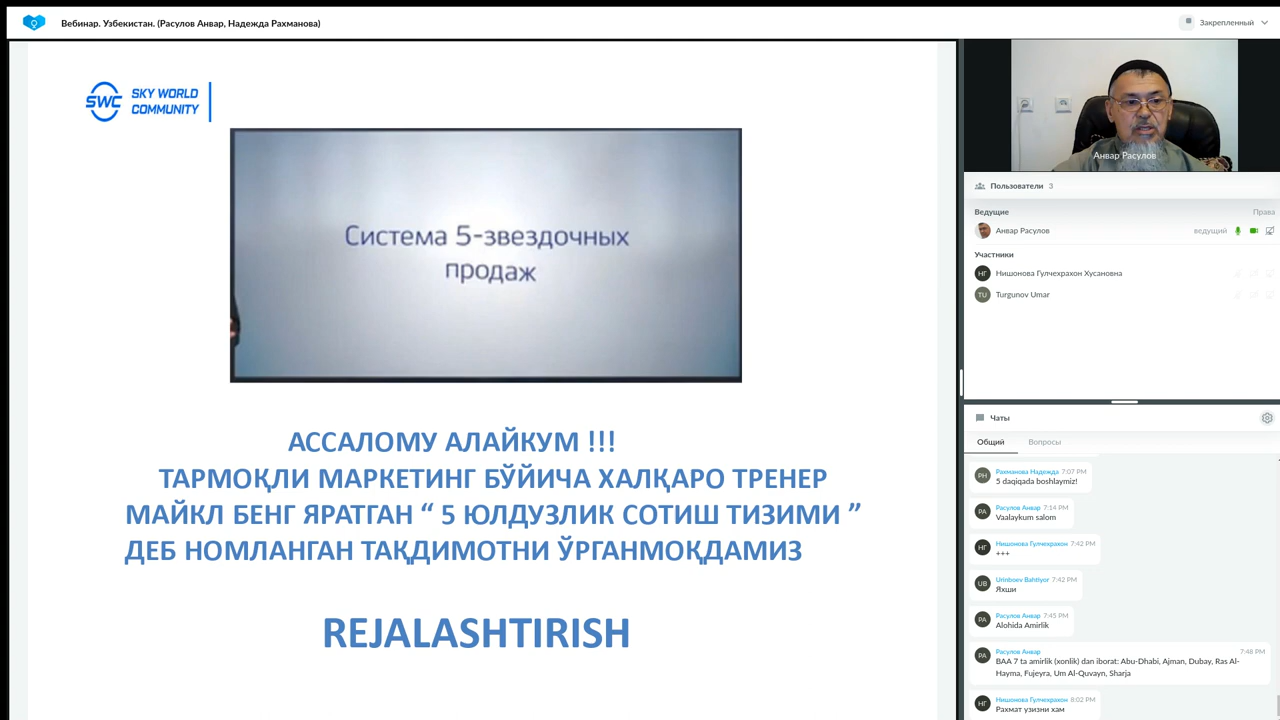 Вебинар. Узбекистан. (Расулов Анвар, Надежда Рахманова)
Закрепленный
SWC
SKY WORLD
COMMUNITY
Система 5-звездочных
продаж
АССАЛОМУ АЛАЙКУМ !!!
ТАРМОҚЛИ МАРКЕТИНГ БЎЙИЧА ХАЛҚАРО ТРЕНЕР
МАЙКЛ БЕНГ ЯРАТГАН “ 5 ЮЛДУЗЛИК СОТИШ ТИЗИМИ ”
ДЕБ НОМЛАНГАН ТАҚДИМОТНИ ЎРГАНМОҚДАМИЗ
REJALASHTIRISH
Анвар Расулов
Пользователи 3
Ведущие Права
Анвар Расулов ведущий
Участники
НГ Нишонова Гулчехрахон Хусановна
TU Turgunov Umar
Чаты
Общий Вопросы
РН Рахманова Надежда 7:07 PM
5 daqiqada boshlaymiz!
РА Расулов Анвар 7:14 PM
Vaalaykum salom
НГ Нишонова Гулчехрахон 7:42 PM
+++
UB Urinboev Bahtiyor 7:42 PM
Яхши
РА Расулов Анвар 7:45 PM
Alohida Amirlik
РА Расулов Анвар 7:48 PM
BAA 7 ta amirlik (xonlik) dan iborat: Abu-Dhabi, Ajman, Dubay, Ras Al-
Hayma, Fujeyra, Um Al-Quvayn, Sharja
НГ Нишонова Гулчехрахон 8:02 PM
Рахмат узизни хам